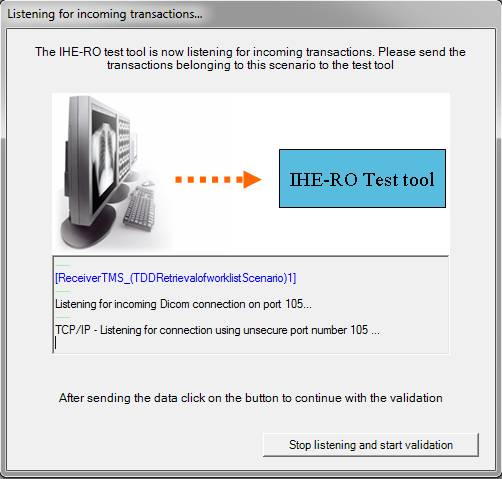 Listening for incoming transactions...
The IHE-RO test tool is now listening for incoming transactions. Please send the
transactions belonging to this scenario to the test tool
IHE-RO Test tool
[ReceiverTMS_(TDDRetrievalofworklistScenario)1]
Listening for incoming Dicom connection on port 105...
TCP/IP - Listening for connection using unsecure port number 105 ...
After sending the data click on the button to continue with the validation
Stop listening and start validation